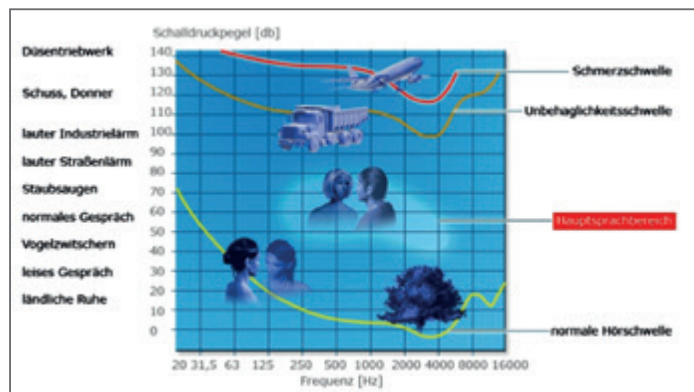 Schalldruckpegel [db]
Düsentriebwerk
Schuss, Donner
lauter Industrielärm
lauter Straßenlärm
Staubsaugen
normales Gespräch
Vogelzwitschern
leises Gespräch
ländliche Ruhe
140
130
120
110
100
90
80
70
60
50
40
30
20
10
0
Schmerzschwelle
Unbehaglichkeitsschwelle
Hauptsprachbereich
normale Hörschwelle
20 31,5 63 125 250 500 1000 2000 4000 8000 16000
Frequenz [Hz]